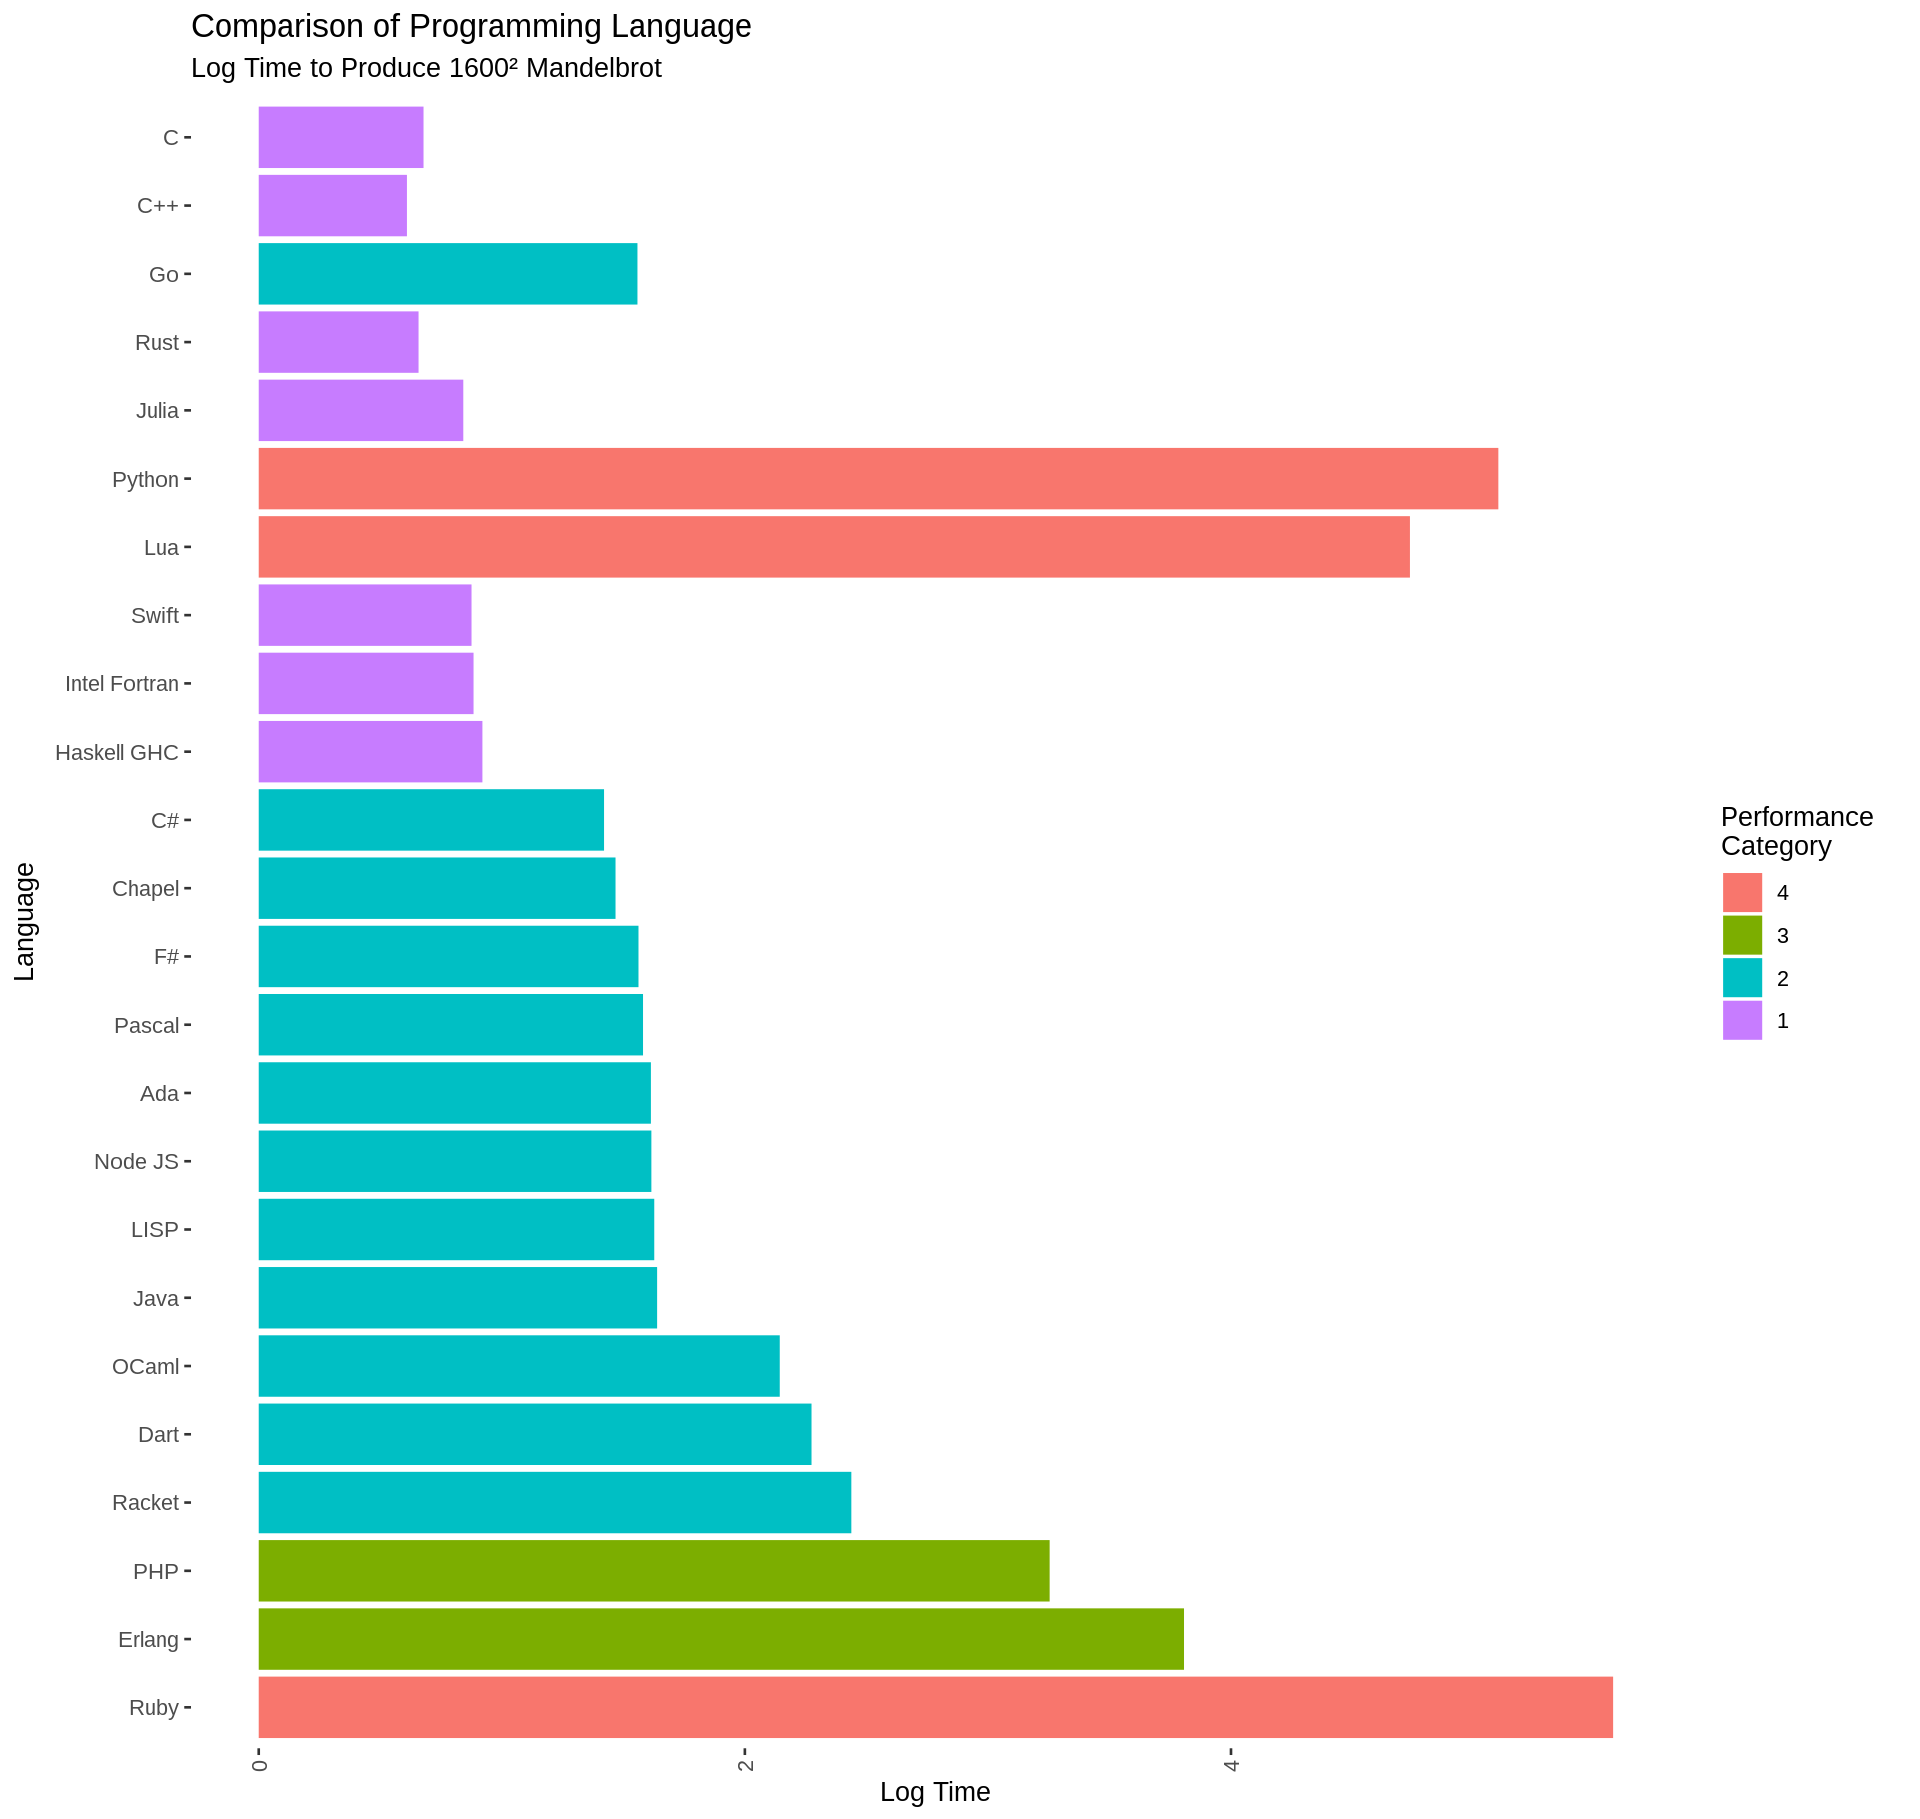 Comparison of Programming Language
Log Time to Produce 1600² Mandelbrot
C
C++
Go
Rust
Julia
Python
Lua
Swift
Intel Fortran
Haskell GHC
C#
Chapel
F#
Pascal
Ada
Node JS
LISP
Java
OCaml
Dart
Racket
PHP
Erlang
Ruby
Language
0
2
4
Log Time
Performance
Category
4
3
2
1